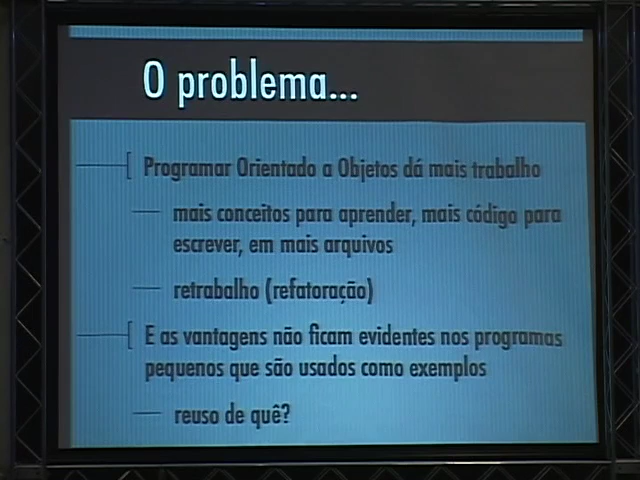 O problema...
Programar Orientado a Objetos dá mais trabalho
mais conceitos para aprender, mais código para
escrever, em mais arquivos
retrabalho (refatoração)
E as vantagens não ficam evidentes nos programas
pequenos que são usados como exemplos
reuso de quê?